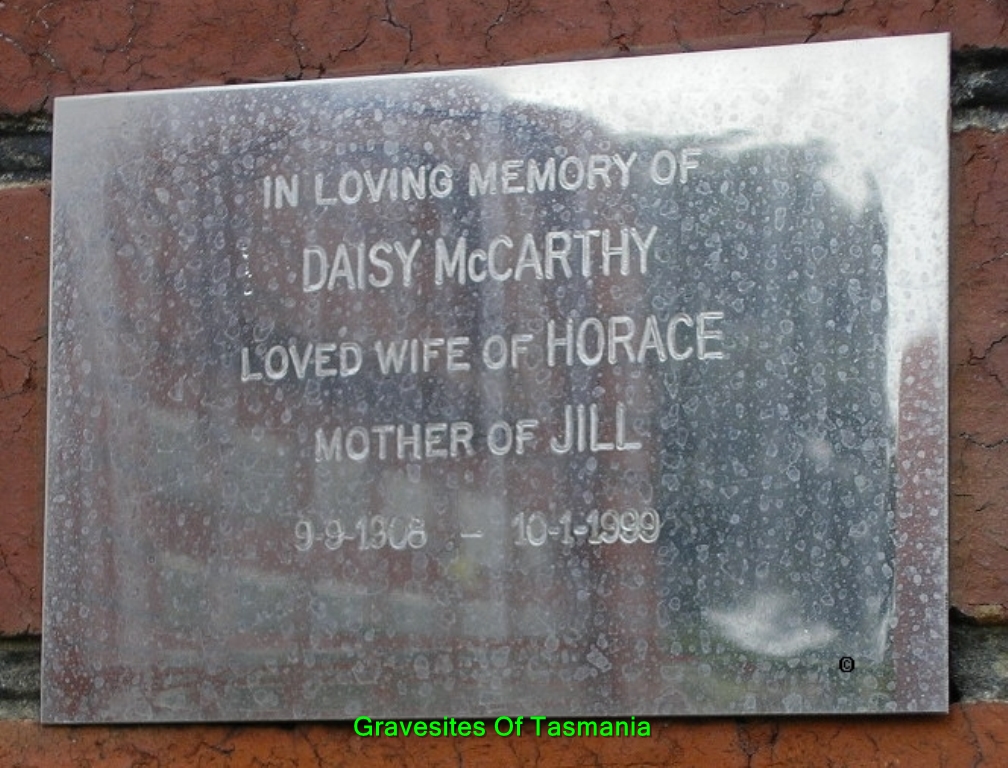 IN LOVING MEMORY OF
DAISY McCARTHY
LOVED WIFE OF HORACE
MOTHER OF JILL
9-9-1908 – 10-1-1999
©
Gravesites Of Tasmania